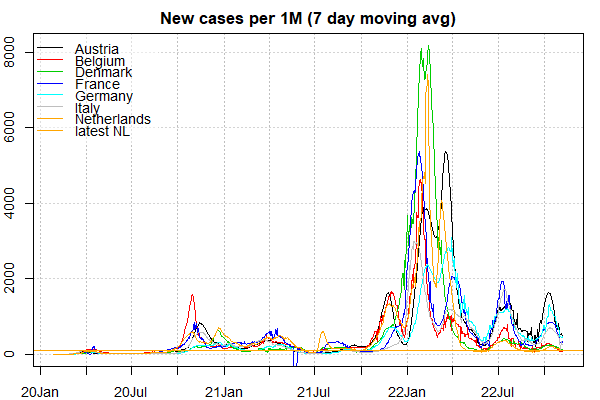 New cases per 1M (7 day moving avg)
8000
6000
4000
2000
0
Austria
Belgium
Denmark
France
Germany
Italy
Netherlands
latest NL
20Jan
20Jul
21Jan
21Jul
22Jan
22Jul